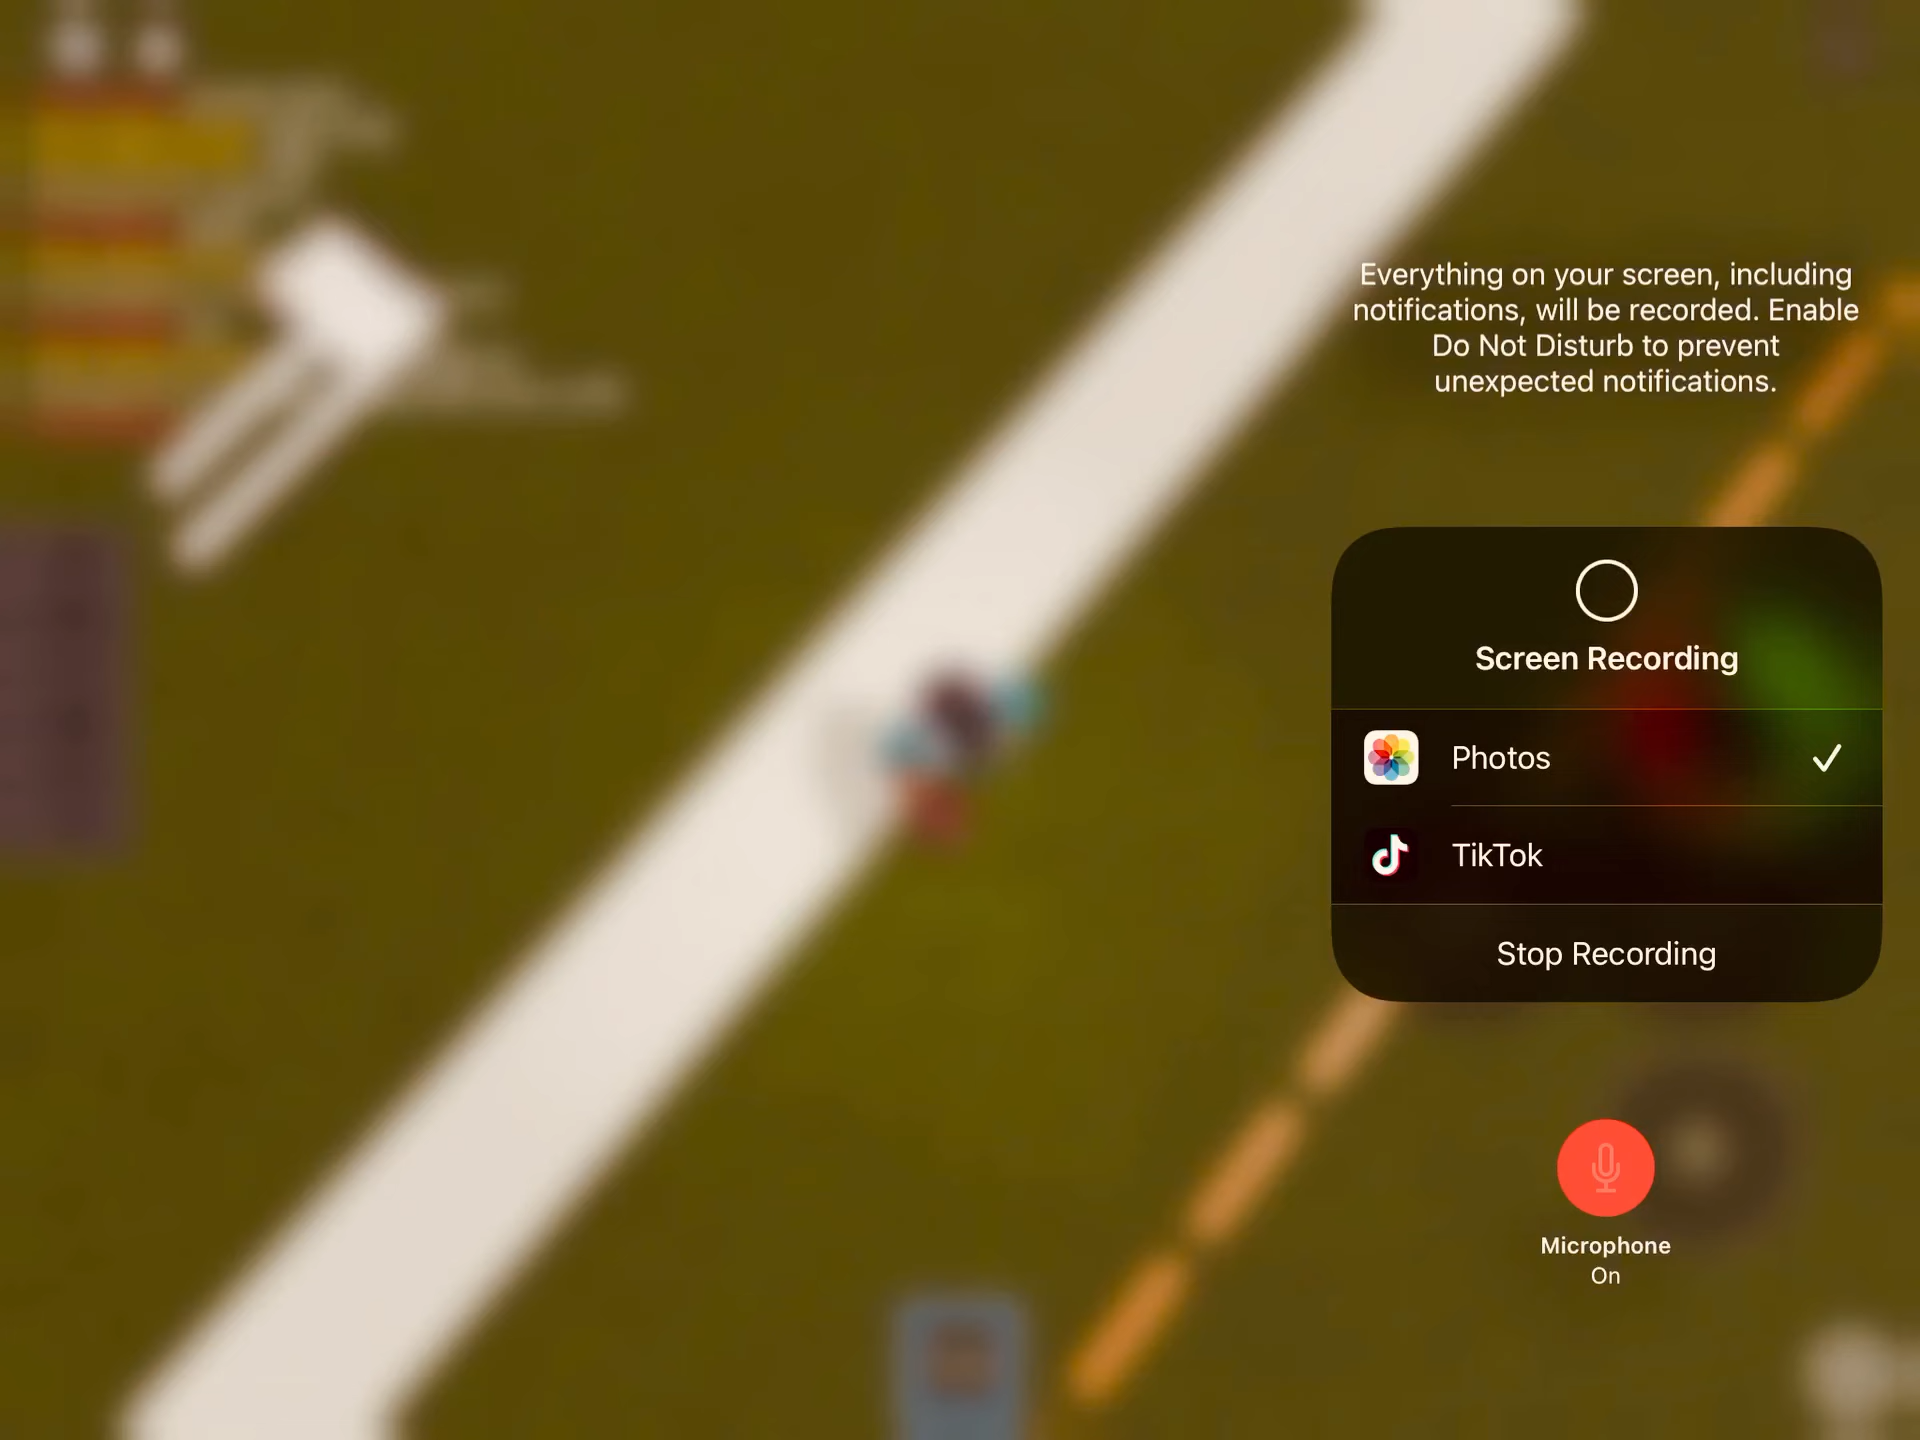 Everything on your screen, including
notifications, will be recorded. Enable
Do Not Disturb to prevent
unexpected notifications.
Screen Recording
Photos
TikTok
Stop Recording
Microphone
On